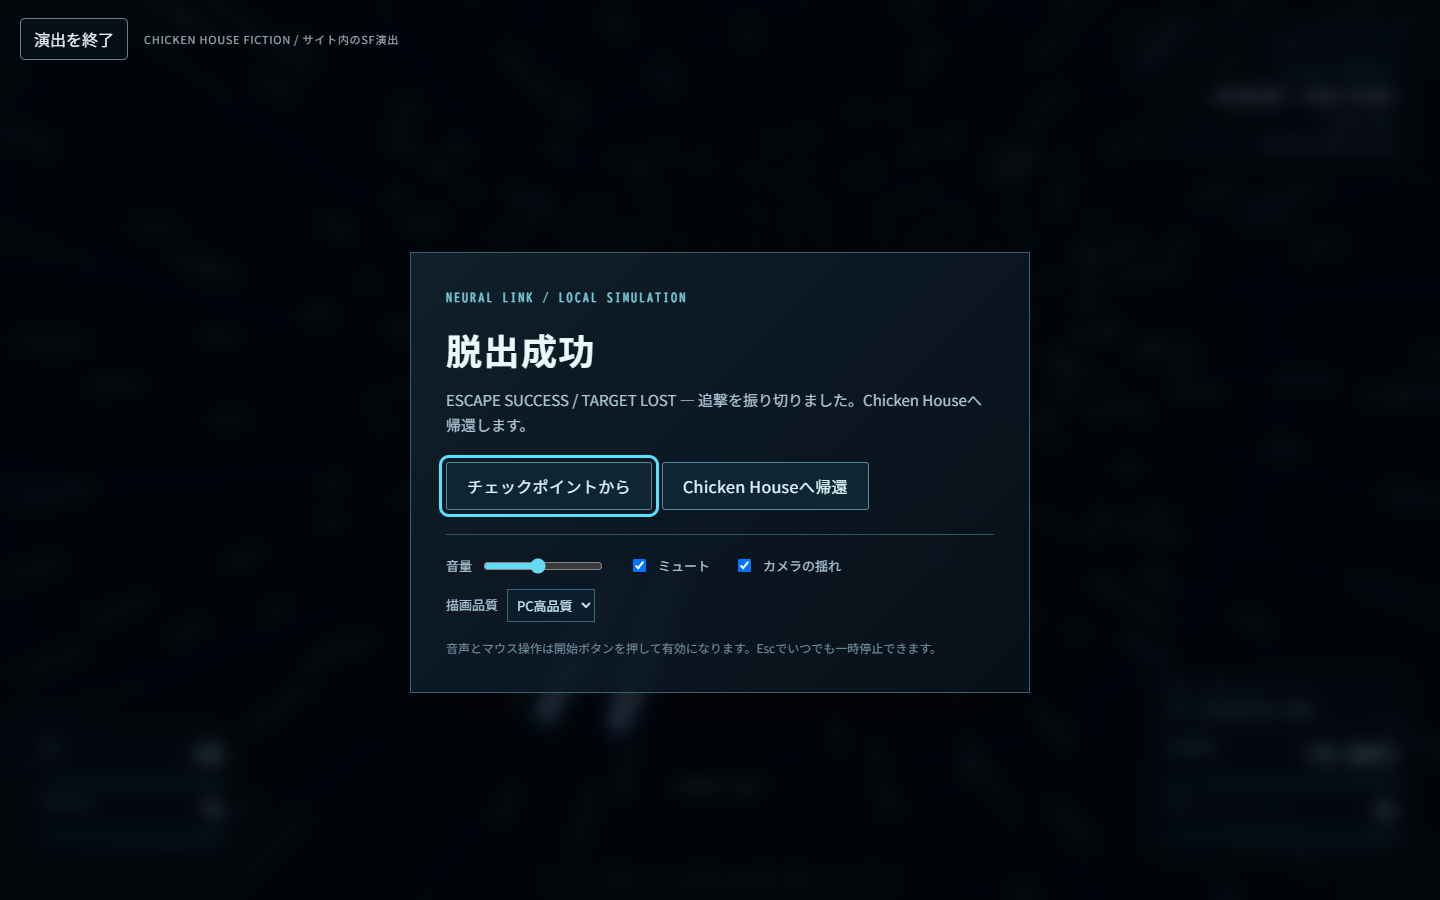 演出を終了
CHICKEN HOUSE FICTION / サイト内のSF演出
NEURAL LINK / LOCAL SIMULATION
脱出成功
ESCAPE SUCCESS / TARGET LOST — 追撃を振り切りました。Chicken Houseへ
帰還します。
チェックポイントから
Chicken Houseへ帰還
音量
ミュート
カメラの揺れ
描画品質
PC高品質
音声とマウス操作は開始ボタンを押して有効になります。Escでいつでも一時停止できます。